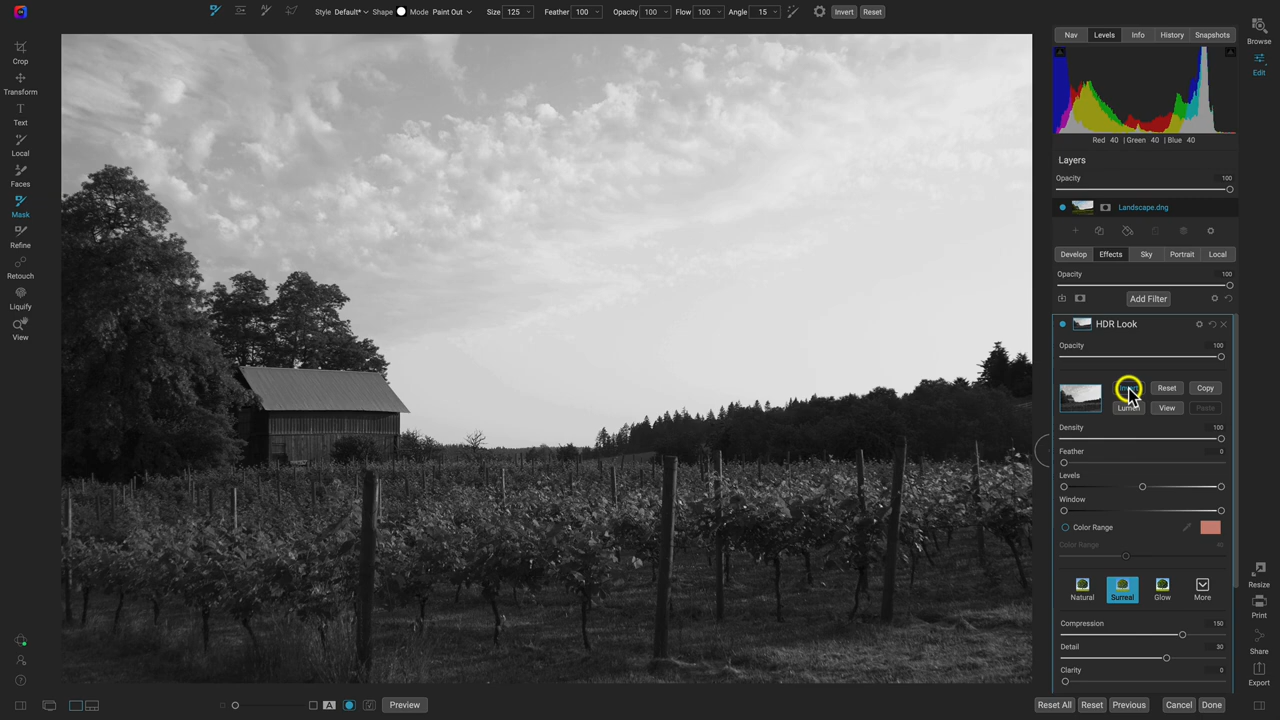 Style Default* Shape Mode Paint Out Size 125 Feather 100 Opacity 100 Flow 100 Angle 15 Invert Reset
Crop
Transform
Text
Local
Faces
Mask
Refine
Retouch
Liquify
View
Nav Levels Info History Snapshots
Red 40 | Green 40 | Blue 40
Layers
Opacity 100
Landscape.dng
Develop Effects Sky Portrait Local
Opacity 100
Add Filter
HDR Look
Opacity 100
Invert Reset Copy
Lumen View Paste
Density 100
Feather 0
Levels
Window
Color Range
Color Range
Natural Surreal Glow More
Compression 150
Detail 30
Clarity 0
Browse
Edit
Resize
Print
Share
Export
A Preview
Reset All Reset Previous Cancel Done